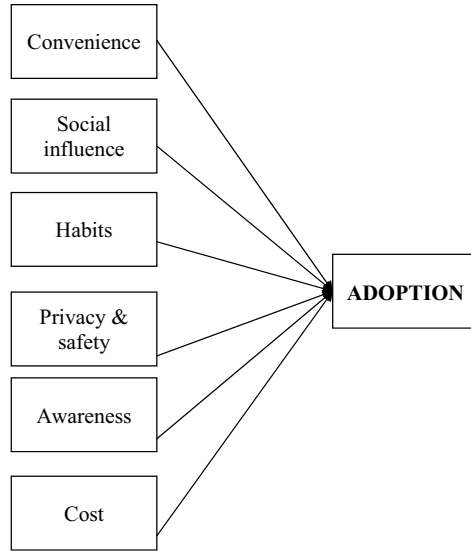 Convenience
Social
influence
Habits
ADOPTION
Privacy &
safety
Awareness
Cost